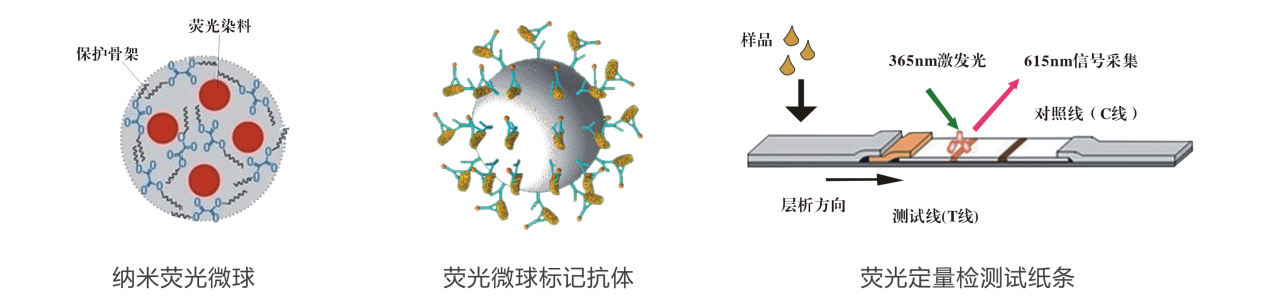 荧光染料
保护骨架
纳米荧光微球
荧光微球标记抗体
样品
365nm激发光
615nm信号采集
对照线（C线）
层析方向
测试线(T线)
荧光定量检测试纸条